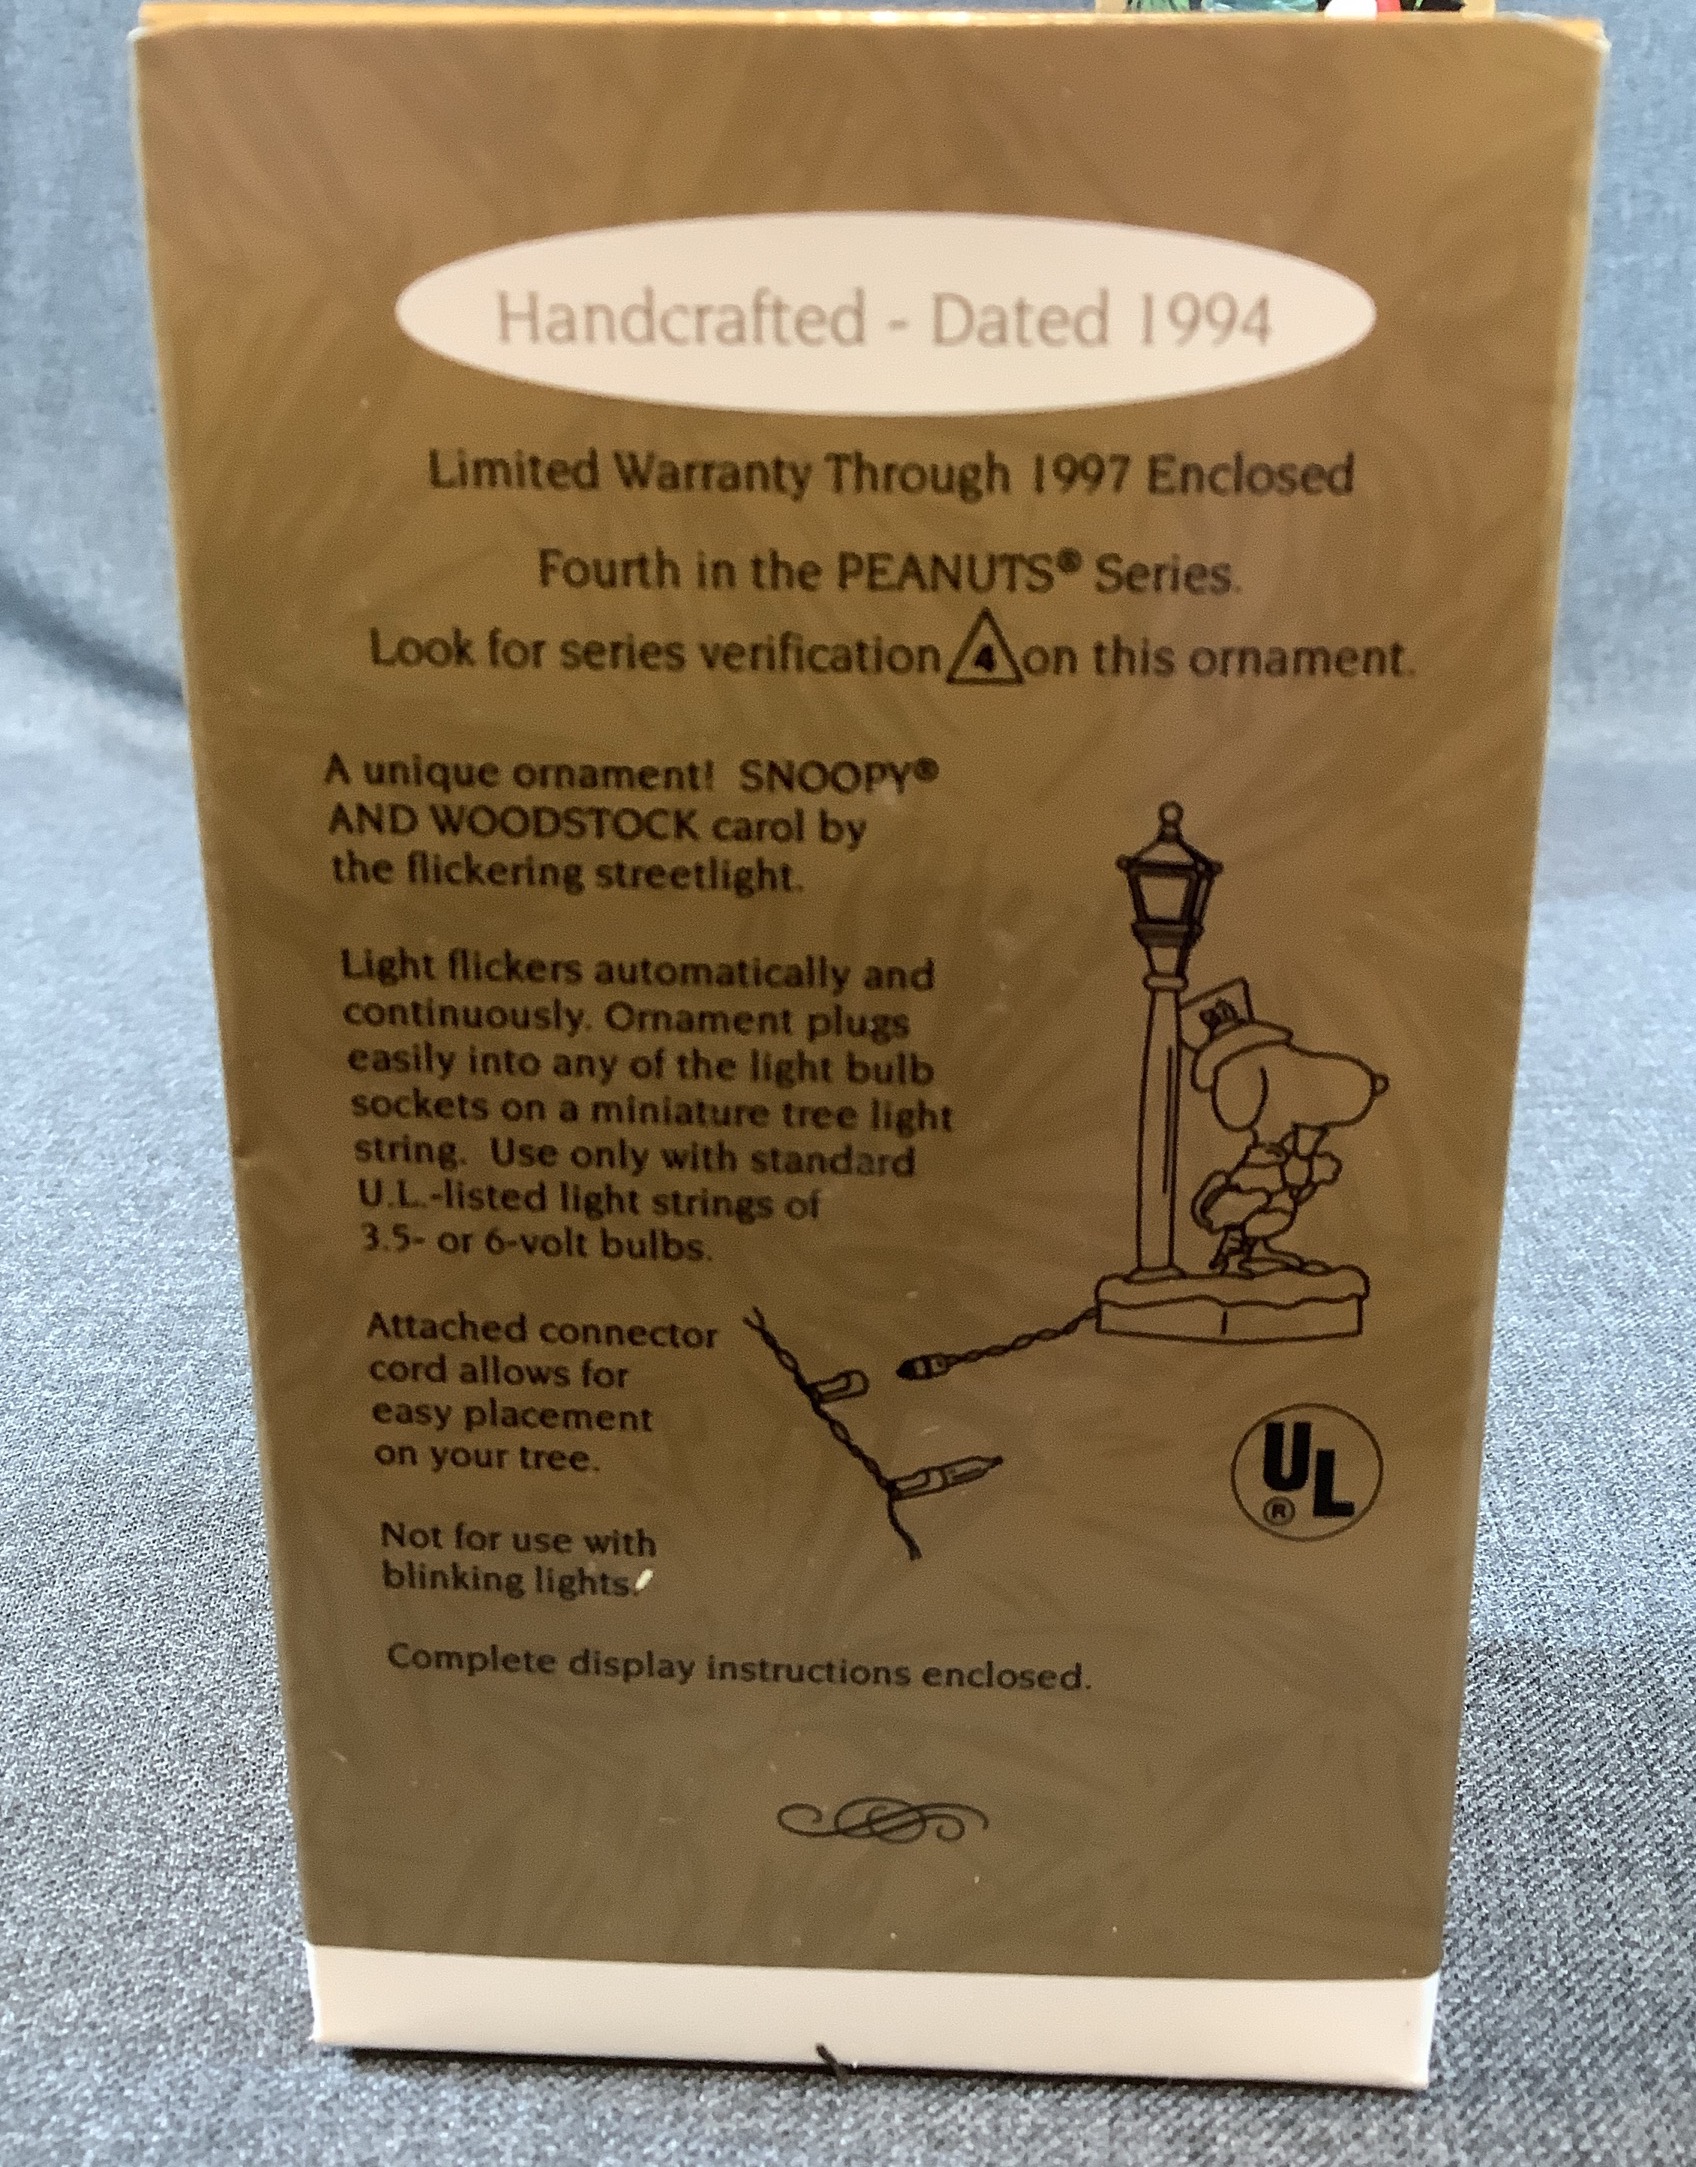 Handcrafted - Dated 1994
Limited Warranty Through 1997 Enclosed
Fourth in the PEANUTS® Series.
Look for series verification 4 on this ornament.
A unique ornament! SNOOPY®
AND WOODSTOCK carol by
the flickering streetlight.
Light flickers automatically and
continuously. Ornament plugs
easily into any of the light bulb
sockets on a miniature tree light
string. Use only with standard
U.L.-listed light strings of
3.5- or 6-volt bulbs.
Attached connector
cord allows for
easy placement
on your tree.
UL
®
Not for use with
blinking lights.
Complete display instructions enclosed.